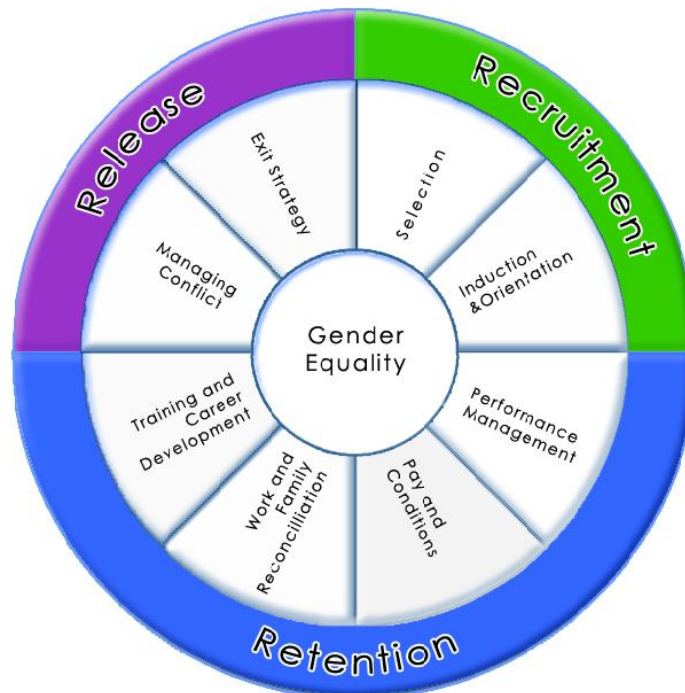 Release
Recruitment
Exit Strategy
Selection
Managing
Conflict
Induction
&Orientation
Gender
Equality
Training and
Career
Development
Performance
Management
Work and
Family
Reconcilliation
Pay and
Conditions
Retention